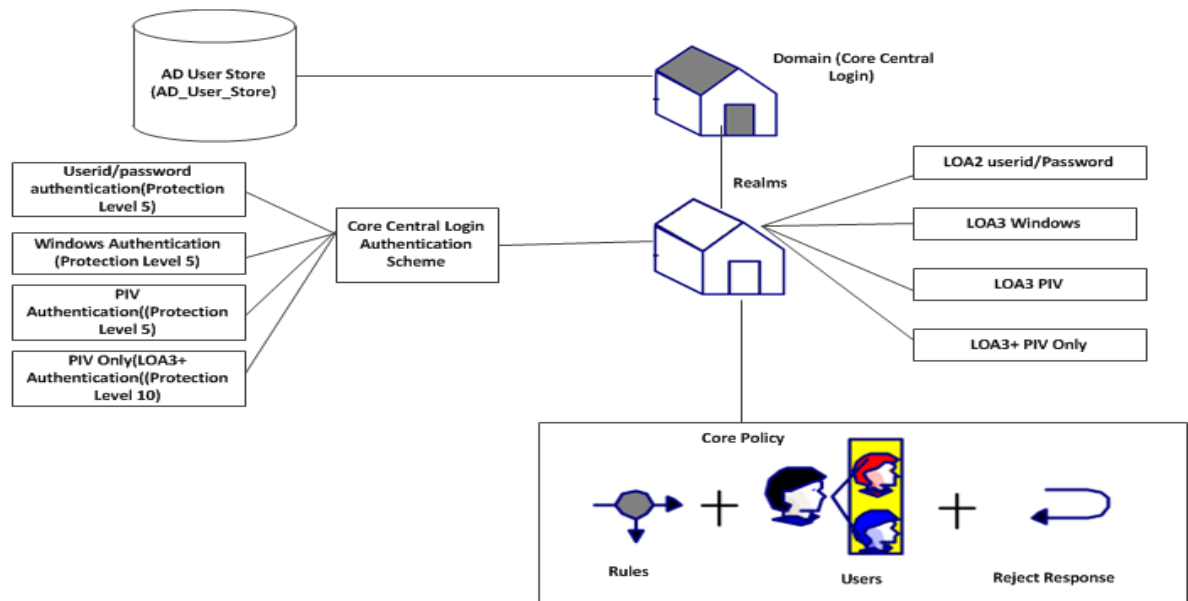 AD User Store
(AD_User_Store)
Domain (Core Central
Login)
Userid/password
authentication(Protection
Level 5)
Windows Authentication
(Protection Level 5)
PIV
Authentication((Protection
Level 5)
PIV Only(LOA3+
Authentication((Protection
Level 10)
Core Central Login
Authentication
Scheme
Realms
LOA2 userid/Password
LOA3 Windows
LOA3 PIV
LOA3+ PIV Only
Core Policy
Rules
Users
Reject Response